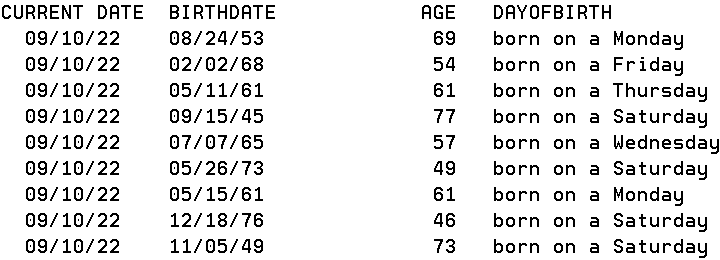 CURRENT DATE  BIRTHDATE            AGE   DAYOFBIRTH
  09/10/22    08/24/53              69   born on a Monday
  09/10/22    02/02/68              54   born on a Friday
  09/10/22    05/11/61              61   born on a Thursday
  09/10/22    09/15/45              77   born on a Saturday
  09/10/22    07/07/65              57   born on a Wednesday
  09/10/22    05/26/73              49   born on a Saturday
  09/10/22    05/15/61              61   born on a Monday
  09/10/22    12/18/76              46   born on a Saturday
  09/10/22    11/05/49              73   born on a Saturday